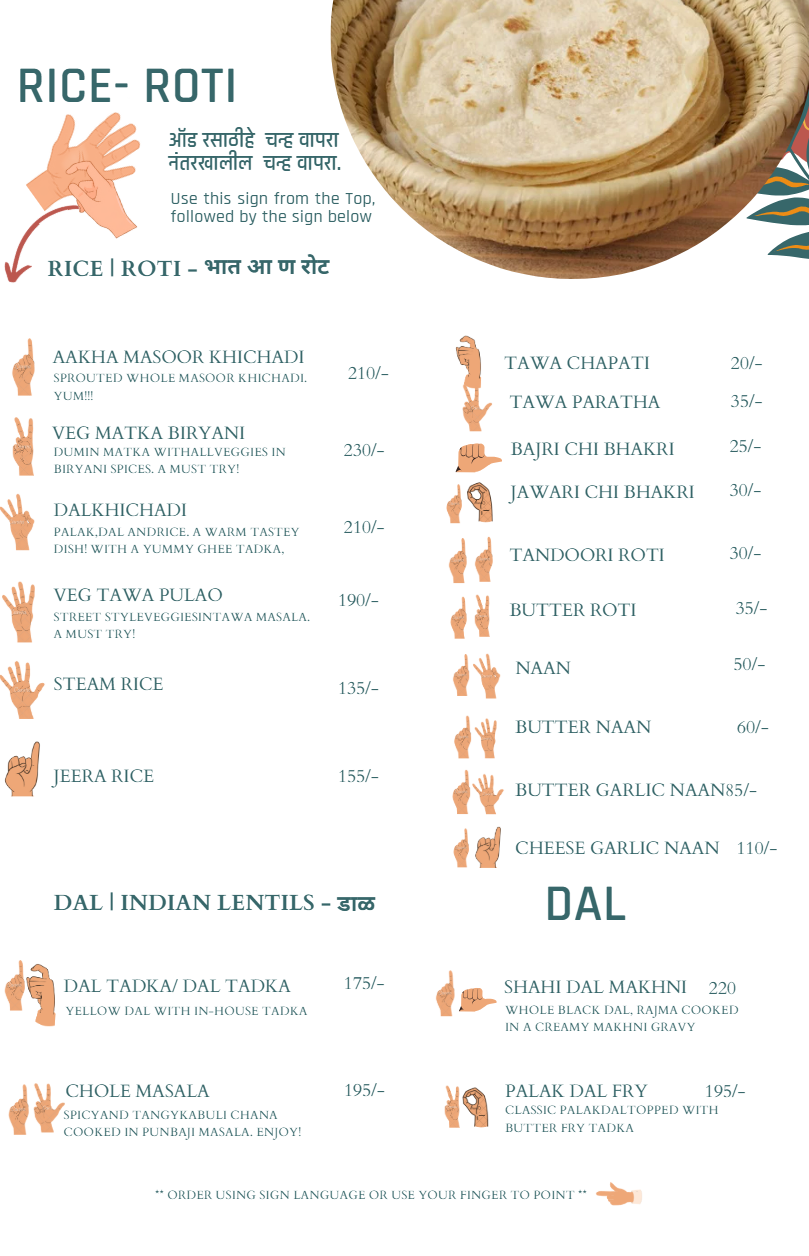 RICE- ROTI
ऑड रसाठीहे चन्ह वापरा
नंतरखालील चन्ह वापरा.
Use this sign from the Top,
followed by the sign below
RICE | ROTI – भात आ ण रोट
AAKHA MASOOR KHICHADI 210/-
SPROUTED WHOLE MASOOR KHICHADI.
YUM!!!
VEG MATKA BIRYANI 230/-
DUMIN MATKA WITHALLVEGGIES IN
BIRYANI SPICES. A MUST TRY!
DALKHICHADI 210/-
PALAK,DAL ANDRICE. A WARM TASTEY
DISH! WITH A YUMMY GHEE TADKA,
VEG TAWA PULAO 190/-
STREET STYLEVEGGIESINTAWA MASALA.
A MUST TRY!
STEAM RICE 135/-
JEERA RICE 155/-
TAWA CHAPATI 20/-
TAWA PARATHA 35/-
BAJRI CHI BHAKRI 25/-
JAWARI CHI BHAKRI 30/-
TANDOORI ROTI 30/-
BUTTER ROTI 35/-
NAAN 50/-
BUTTER NAAN 60/-
BUTTER GARLIC NAAN85/-
CHEESE GARLIC NAAN 110/-
DAL | INDIAN LENTILS – डाळ
DAL
DAL TADKA/ DAL TADKA 175/-
YELLOW DAL WITH IN-HOUSE TADKA
SHAHI DAL MAKHNI 220
WHOLE BLACK DAL, RAJMA COOKED
IN A CREAMY MAKHNI GRAVY
CHOLE MASALA 195/-
SPICYAND TANGYKABULI CHANA
COOKED IN PUNBAJI MASALA. ENJOY!
PALAK DAL FRY 195/-
CLASSIC PALAKDALTOPPED WITH
BUTTER FRY TADKA
** ORDER USING SIGN LANGUAGE OR USE YOUR FINGER TO POINT **